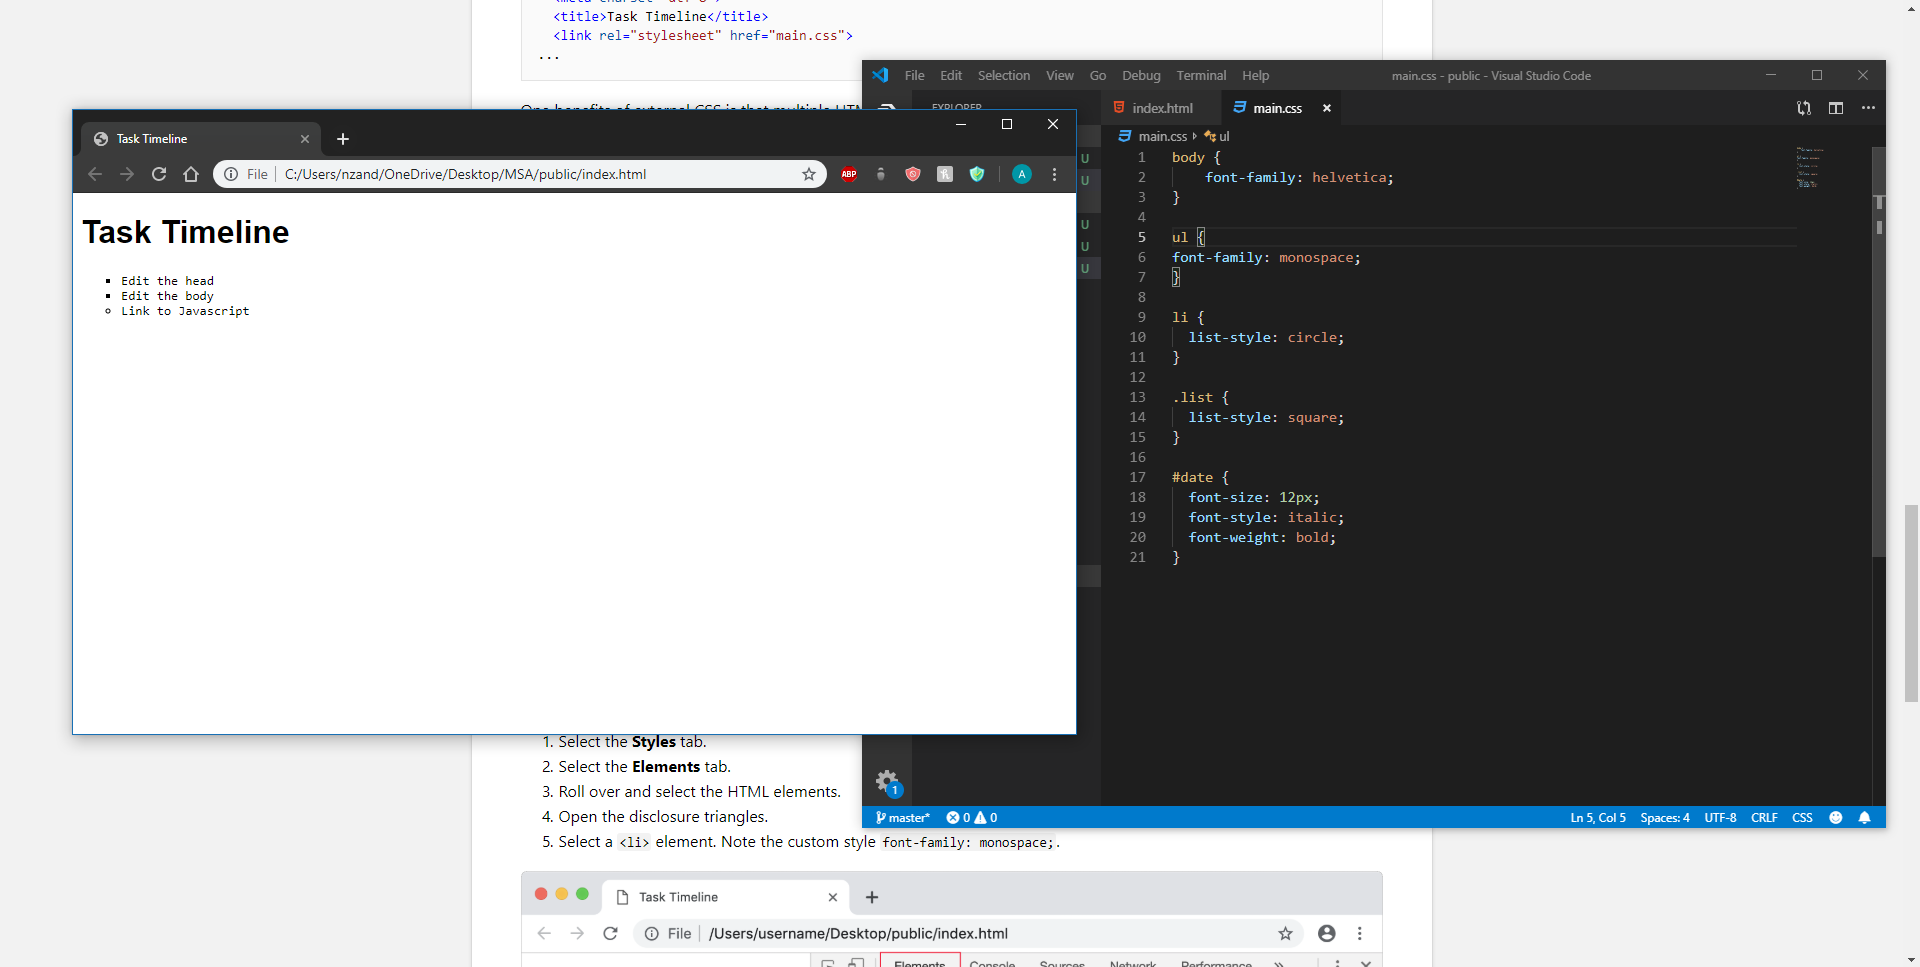 <title>Task Timeline</title>
<link rel="stylesheet" href="main.css">
...
File Edit Selection View Go Debug Terminal Help
main.css - public - Visual Studio Code
EXPLORER
index.html
main.css
main.css › ul
U
U
U
U
U
1 body {
2 font-family: helvetica;
3 }
4
5 ul {
6 font-family: monospace;
7 }
8
9 li {
10 list-style: circle;
11 }
12
13 .list {
14 list-style: square;
15 }
16
17 #date {
18 font-size: 12px;
19 font-style: italic;
20 font-weight: bold;
21 }
1
master* 0 0
Ln 5, Col 5 Spaces: 4 UTF-8 CRLF CSS
Task Timeline
File C:/Users/nzand/OneDrive/Desktop/MSA/public/index.html
ABP
A
Task Timeline
Edit the head
Edit the body
Link to Javascript
1. Select the Styles tab.
2. Select the Elements tab.
3. Roll over and select the HTML elements.
4. Open the disclosure triangles.
5. Select a <li> element. Note the custom style font-family: monospace;.
Task Timeline
File /Users/username/Desktop/public/index.html
Elements Console Sources Network Performance »